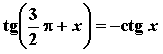 tg(3/2 π + x) = −ctg x